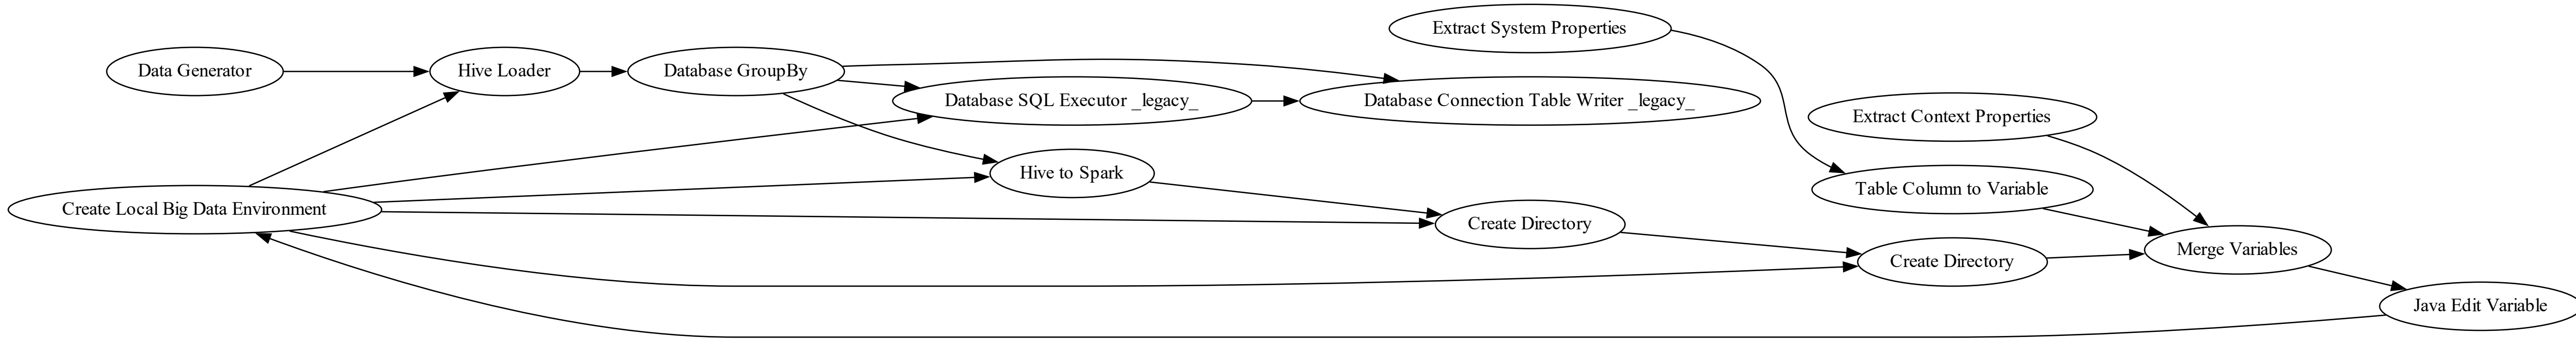 Extract System Properties
Data Generator
Hive Loader
Database GroupBy
Database SQL Executor _legacy_
Database Connection Table Writer _legacy_
Extract Context Properties
Hive to Spark
Table Column to Variable
Create Local Big Data Environment
Create Directory
Merge Variables
Create Directory
Java Edit Variable